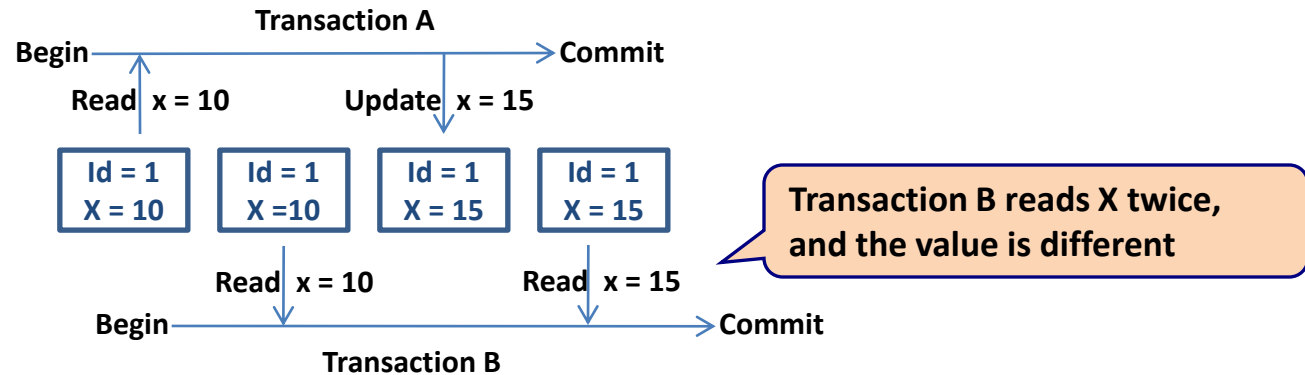 Transaction A
Begin
Commit
Read x = 10
Update x = 15
Id = 1
X = 10
Id = 1
X =10
Id = 1
X = 15
Id = 1
X = 15
Transaction B reads X twice,
and the value is different
Read x = 10
Read x = 15
Begin
Commit
Transaction B